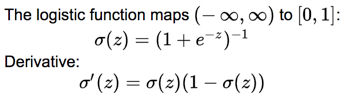 The logistic function maps (− ∞, ∞) to [0, 1]:
σ(z) = (1 + e⁻ᶻ)⁻¹
Derivative:
σ′(z) = σ(z)(1 − σ(z))